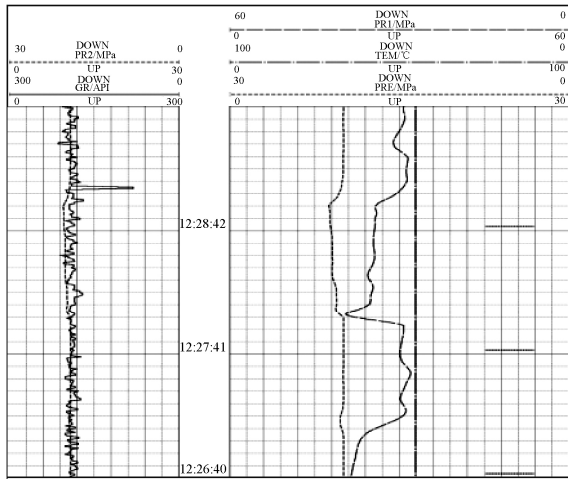 30 DOWN 0
PR2/MPa
0 UP 30
300 DOWN 0
GR/API
0 UP 300
60 DOWN 0
PR1/MPa
0 UP 60
100 DOWN 0
TEM/℃
0 UP 100
30 DOWN 0
PRE/MPa
0 UP 30
12:28:42
12:27:41
12:26:40